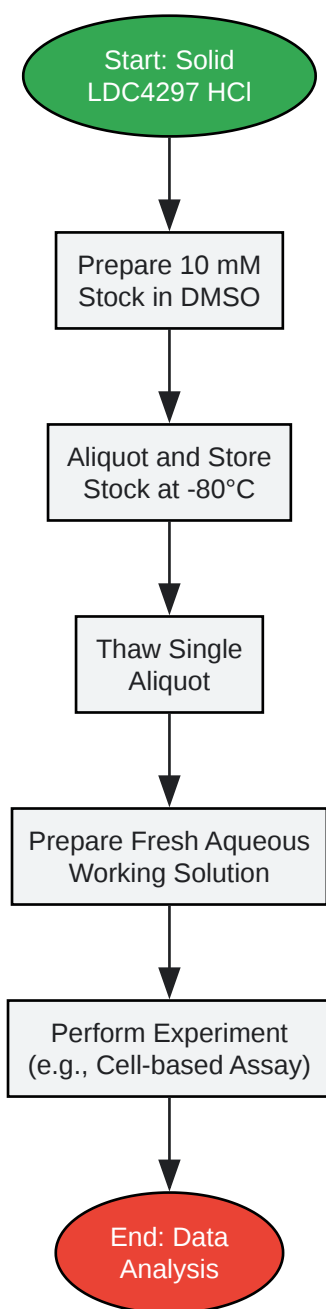 Start: Solid
LDC4297 HCl
Prepare 10 mM
Stock in DMSO
Aliquot and Store
Stock at -80°C
Thaw Single
Aliquot
Prepare Fresh Aqueous
Working Solution
Perform Experiment
(e.g., Cell-based Assay)
End: Data
Analysis